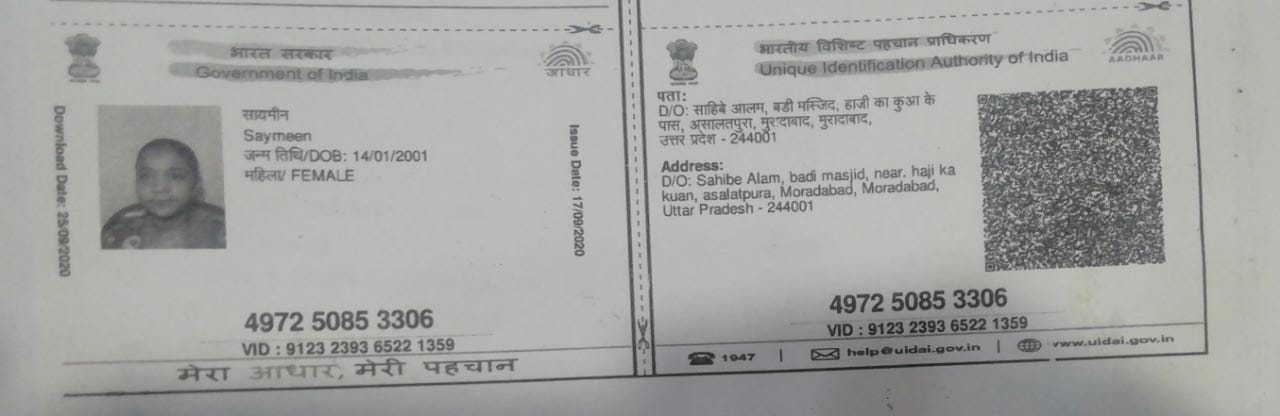 भारत सरकार
Government of India
आधार
Download Date: 25/09/2020
सायमीन
Saymeen
जन्म तिथि/DOB: 14/01/2001
महिला/ FEMALE
Issue Date: 17/09/2020
4972 5085 3306
VID : 9123 2393 6522 1359
मेरा आधार, मेरी पहचान
भारतीय विशिष्ट पहचान प्राधिकरण
Unique Identification Authority of India
AADHAAR
पता:
D/O: साहिबे आलम, बडी मस्जिद, हाजी का कुआ के
पास, असालतपुरा, मुर'दाबाद, मुरादाबाद,
उत्तर प्रदेश - 244001
Address:
D/O: Sahibe Alam, badi masjid, near. haji ka
kuan, asalatpura, Moradabad, Moradabad,
Uttar Pradesh - 244001
4972 5085 3306
VID : 9123 2393 6522 1359
1947 | help@uidai.gov.in | www.uidai.gov.in